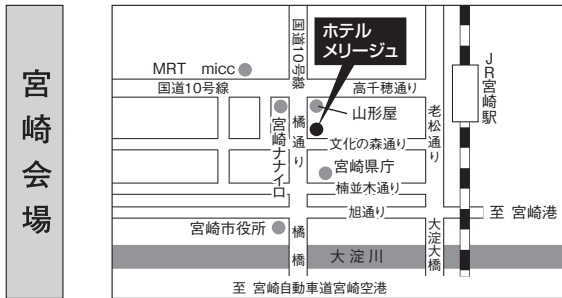 宮崎会場
国道10号線
ホテル
メリージュ
MRT micc
国道10号線
高千穂通り
JR宮崎駅
山形屋
橘通り
宮崎ナナイロ
老松通り
文化の森通り
宮崎県庁
楠並木通り
旭通り
至 宮崎港
宮崎市役所
橘橋
大淀大橋
大淀川
至 宮崎自動車道宮崎空港